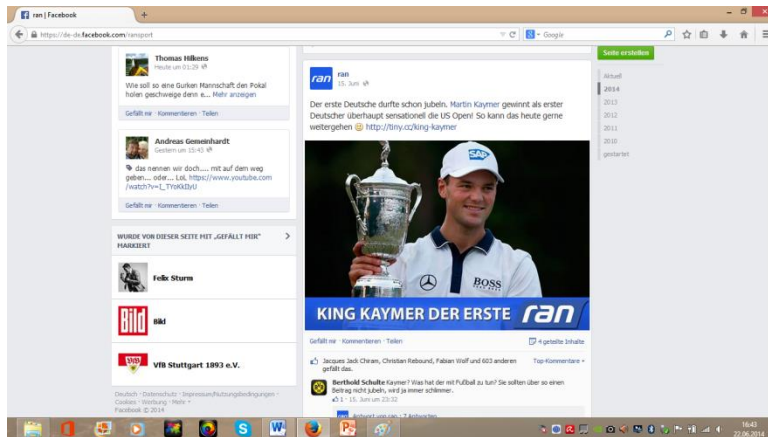 ran | Facebook
https://de-de.facebook.com/ransport
Google
Thomas Hilkens
Heute um 01:29
Wie soll so eine Gurken Mannschaft den Pokal
holen geschweige denn e... Mehr anzeigen
Gefällt mir · Kommentieren · Teilen
Andreas Gemeinhardt
Gestern um 15:43
das nennen wir doch.... mit auf dem weg
geben... oder... Lol, https://www.youtube.com
Gefällt mir · Kommentieren · Teilen
WURDE VON DIESER SEITE MIT „GEFÄLLT MIR“
MARKIERT
Felix Sturm
Bild
Bild
VfB Stuttgart 1893 e.V.
Deutsch · Datenschutz · Impressum/Nutzungsbedingungen ·
Cookies · Werbung · Mehr
Facebook © 2014
ran
ran
15. Juni
Der erste Deutsche durfte schon jubeln. Martin Kaymer gewinnt als erster
Deutscher überhaupt sensationell die US Open! So kann das heute gerne
weitergehen http://tiny.cc/king-kaymer
SAP
BOSS
KING KAYMER DER ERSTE ran
Gefällt mir · Kommentieren · Teilen
4 geteilte Inhalte
Jacques Jack Chiram, Christian Rebound, Fabian Wolf und 603 anderen
gefällt das.
Top-Kommentare
Berthold Schulte Kaymer? Was hat der mit Fußball zu tun? Sie sollten über so einen
Beitrag nicht jubeln, wird ja immer schlimmer.
1 · 15. Juni um 23:32
ran Antwort von ran · 7 Antworten
Seite erstellen
Aktuell
2014
2013
2012
2011
2010
gestartet
16:43
22.06.2014